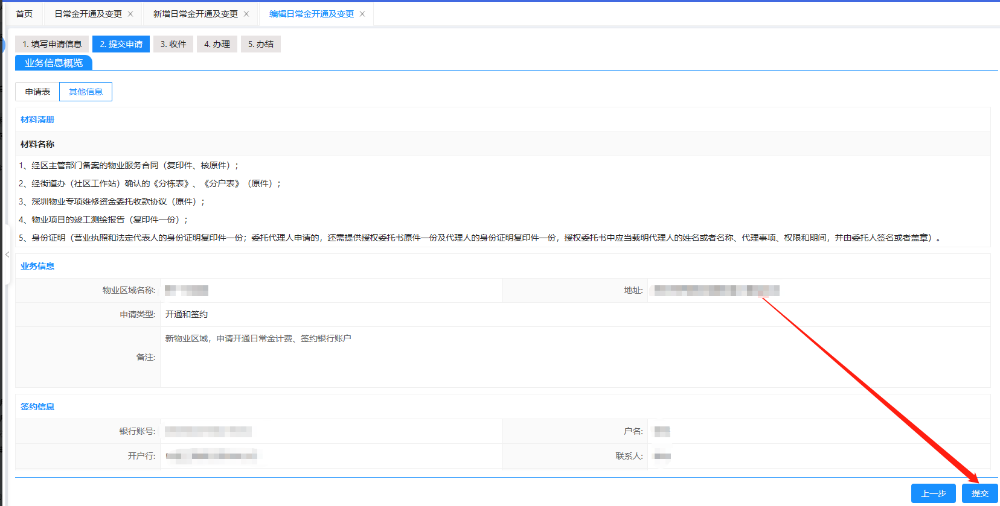 首页 日常金开通及变更 × 新增日常金开通及变更 × 编辑日常金开通及变更 ×
1. 填写申请信息 2. 提交申请 3. 收件 4. 办理 5. 办结
业务信息概览
申请表 其他信息
材料清册
材料名称
1、经区主管部门备案的物业服务合同（复印件、核原件）；
2、经街道办（社区工作站）确认的《分栋表》、《分户表》（原件）；
3、深圳物业专项维修资金委托收款协议（原件）；
4、物业项目的竣工测绘报告（复印件一份）；
5、身份证明（营业执照和法定代表人的身份证明复印件一份；委托代理人申请的，还需提供授权委托书原件一份及代理人的身份证明复印件一份，授权委托书中应当载明代理人的姓名或者名称、代理事项、权限和期间，并由委托人签名或者盖章）。
业务信息
物业区域名称: 地址:
申请类型: 开通和签约
备注: 新物业区域，申请开通日常金计费、签约银行账户
签约信息
银行账号: 户名:
开户行: 联系人:
上一步 提交